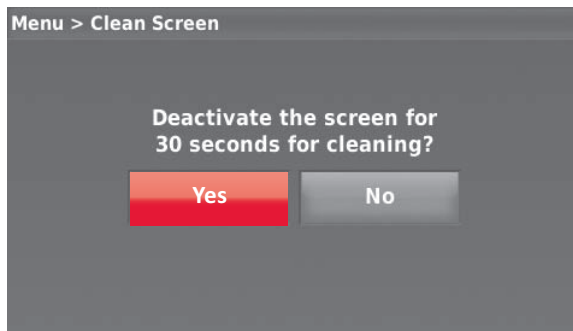 Menu > Clean Screen
Deactivate the screen for
30 seconds for cleaning?
Yes No